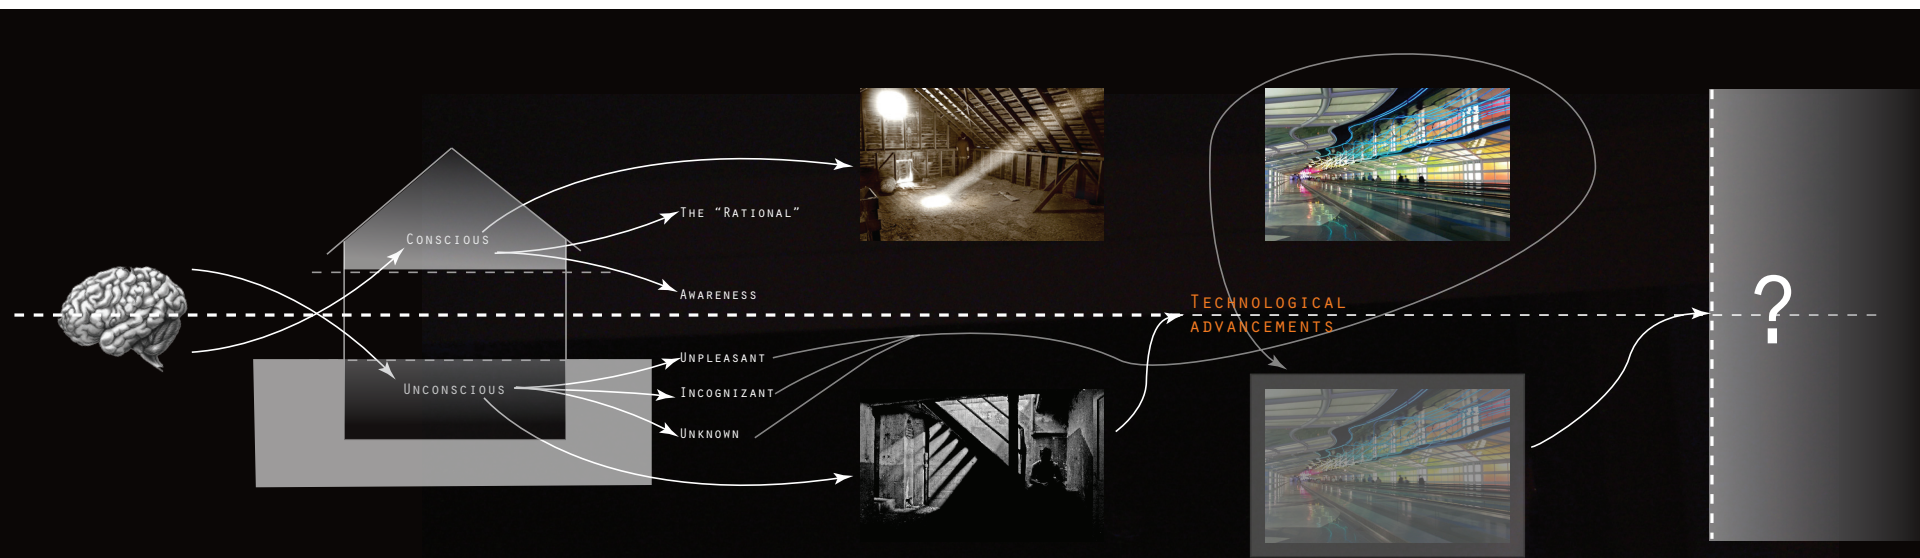 Conscious
The “Rational”
Awareness
Technological
advancements
Unpleasant
Unconscious
Incognizant
Unknown
?